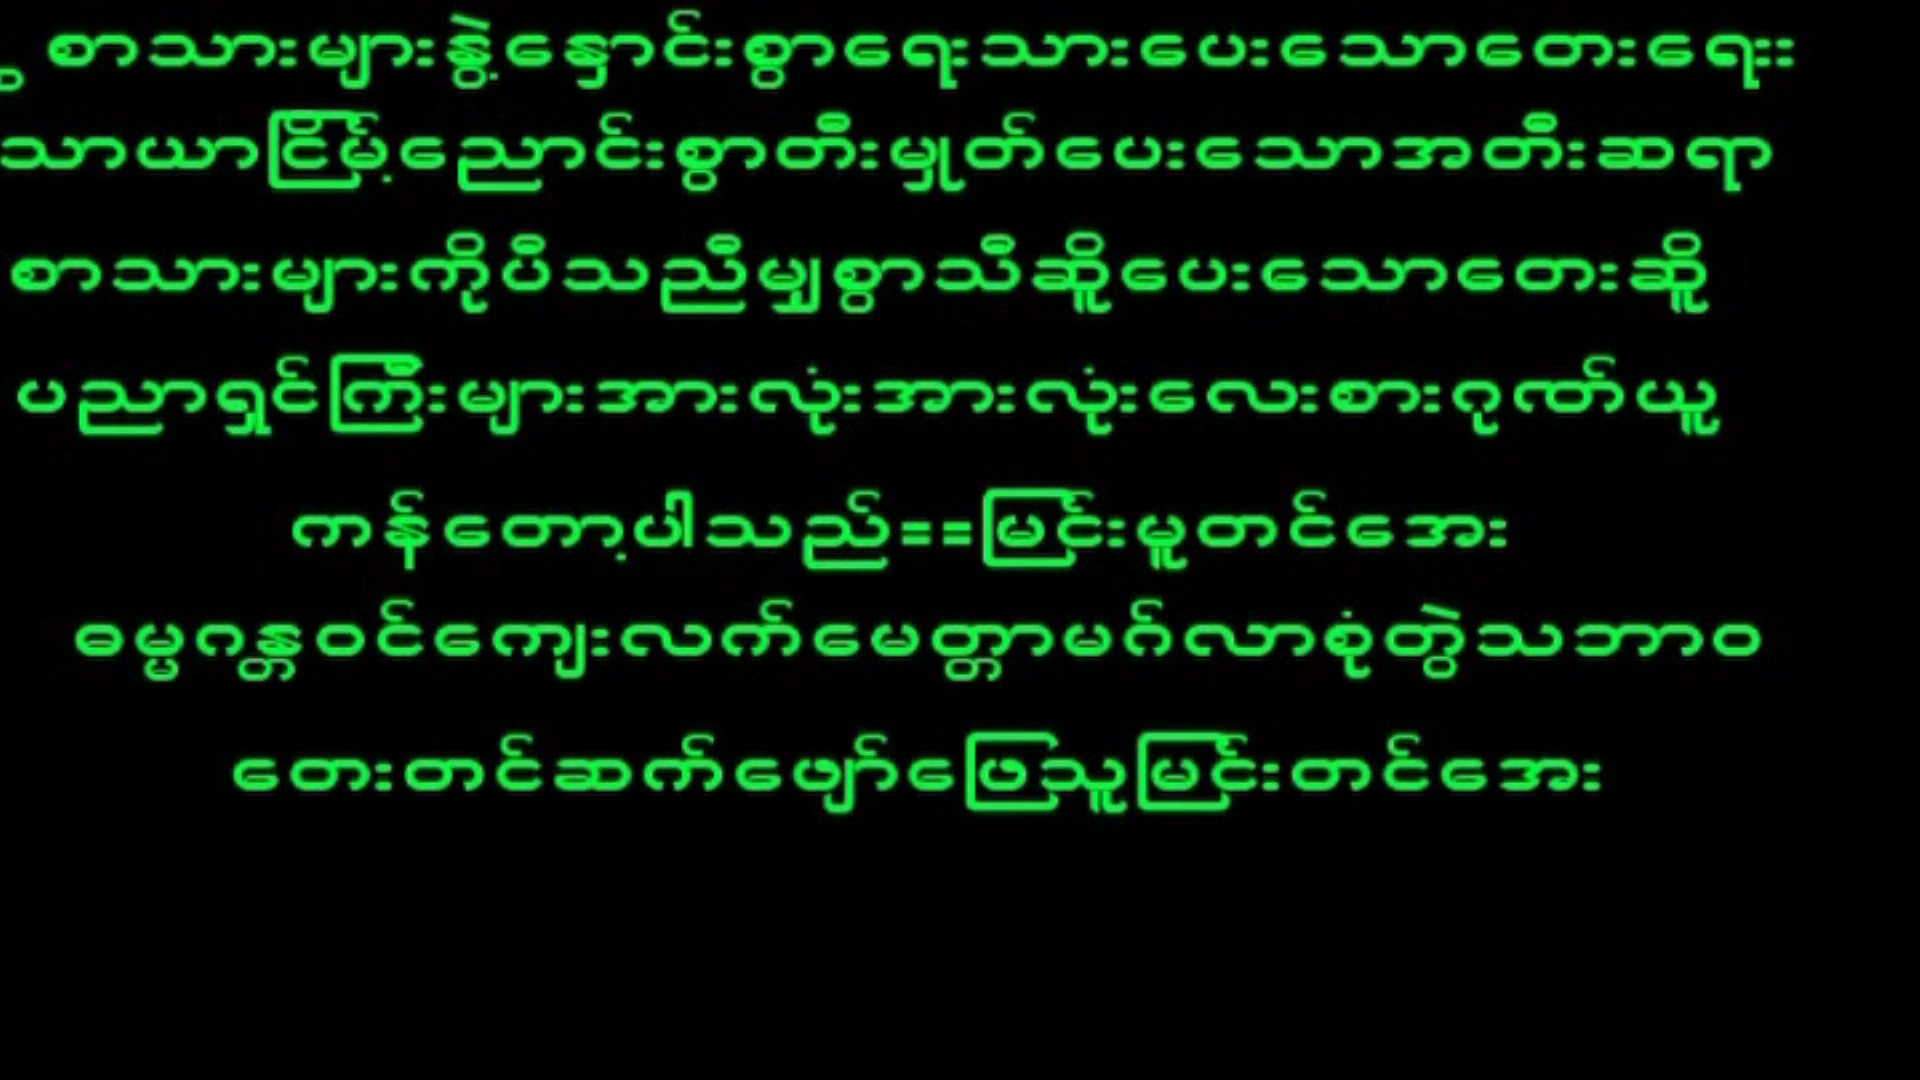 စာသားများနွဲ့နှောင်းစွာရေးသားပေးသောတေးရေးး
သာယာငြိမ့်ညောင်းစွာတီးမှုတ်ပေးသောအတီးဆရာ
စာသားများကိုပီသညီမျှစွာသီဆိူပေးသောတေးဆိူ
ပညာရှင်ကြီးများအားလုံးအားလုံးလေးစားဂုဏ်ယူ
ကန်တော့ပါသည်==မြင်းမူတင်အေး
ဓမ္မဂန္တဝင်ကျေးလက်မေတ္တာမဂ်လာစုံတွဲသဘာဝ
တေးတင်ဆက်ဖျော်ဖြေသူမြင်းတင်အေး